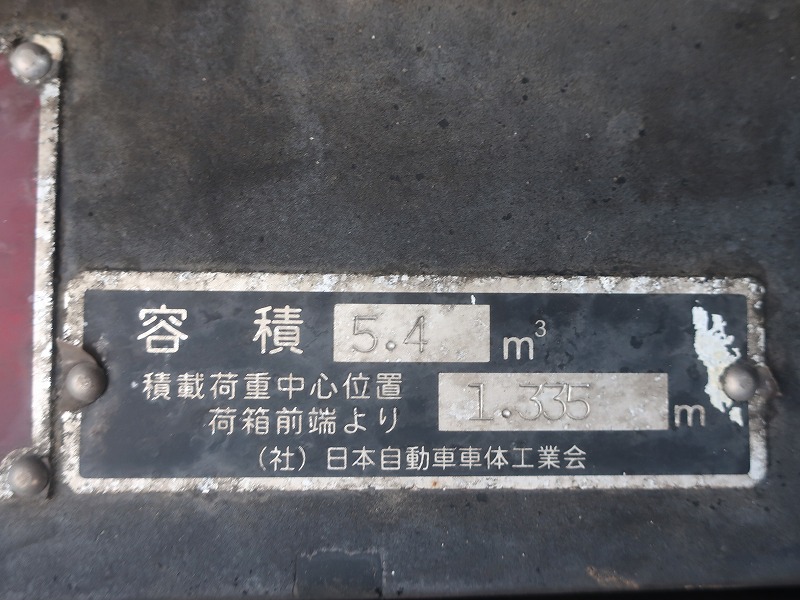 容積 5.4 m³
積載荷重中心位置
荷箱前端より 1.335 m
（社）日本自動車車体工業会